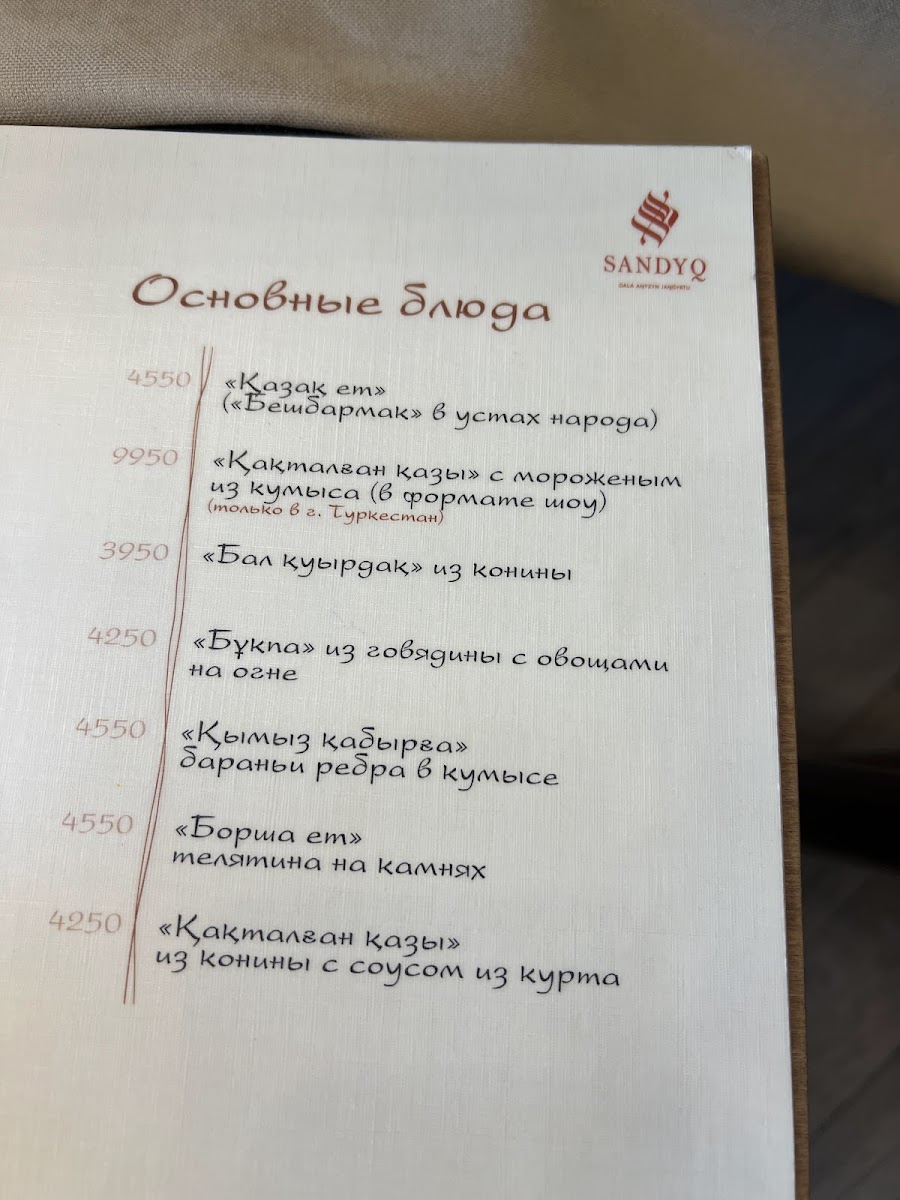 SANDYQ
Основные блюда
4550 «Қазақ ет»
(«Бешбармак» в устах народа)
9950 «Қақталған қазы» с мороженым
из кумыса (в формате шоу)
(только в г. Туркестан)
3950 «Бал қуырдақ» из конины
4250 «Бұқпа» из говядины с овощами
на огне
4550 «Қымыз қабырға»
бараньи ребра в кумысе
4550 «Борша ет»
телятина на камнях
4250 «Қақталған қазы»
из конины с соусом из курта